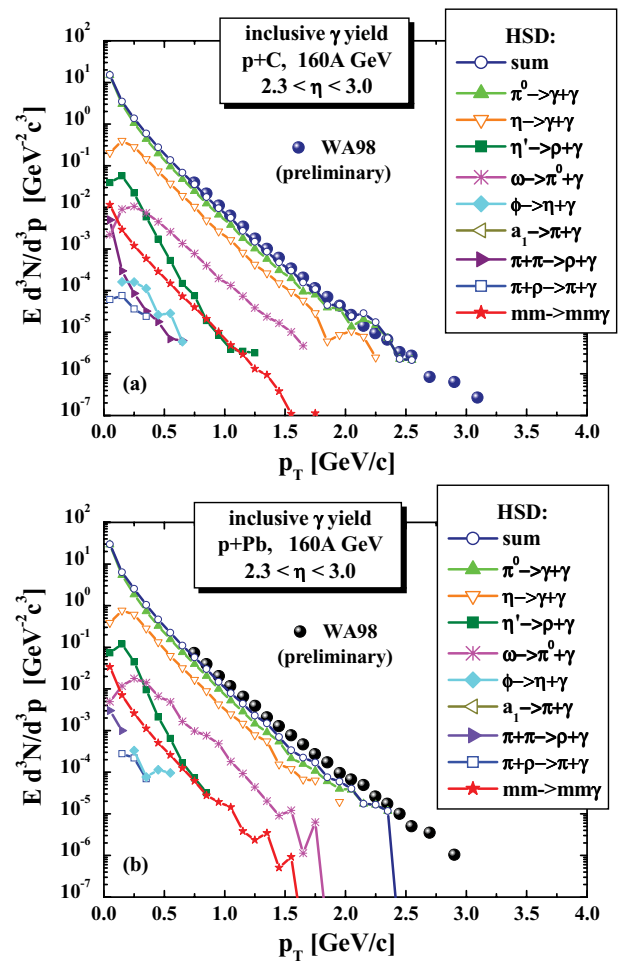 inclusive γ yield
p+C, 160A GeV
2.3 < η < 3.0
WA98
(preliminary)
HSD:
sum
π⁰->γ+γ
η->γ+γ
η'->ρ+γ
ω->π⁰+γ
ϕ->η+γ
a₁->π+γ
π+π->ρ+γ
π+ρ->π+γ
mm->mmγ
E d³N/d³p [GeV⁻²c³]
10²
10¹
10⁰
10⁻¹
10⁻²
10⁻³
10⁻⁴
10⁻⁵
10⁻⁶
10⁻⁷
(a)
0.0 0.5 1.0 1.5 2.0 2.5 3.0 3.5 4.0
p_T [GeV/c]
inclusive γ yield
p+Pb, 160A GeV
2.3 < η < 3.0
WA98
(preliminary)
HSD:
sum
π⁰->γ+γ
η->γ+γ
η'->ρ+γ
ω->π⁰+γ
ϕ->η+γ
a₁->π+γ
π+π->ρ+γ
π+ρ->π+γ
mm->mmγ
E d³N/d³p [GeV⁻²c³]
10²
10¹
10⁰
10⁻¹
10⁻²
10⁻³
10⁻⁴
10⁻⁵
10⁻⁶
10⁻⁷
(b)
0.0 0.5 1.0 1.5 2.0 2.5 3.0 3.5 4.0
p_T [GeV/c]